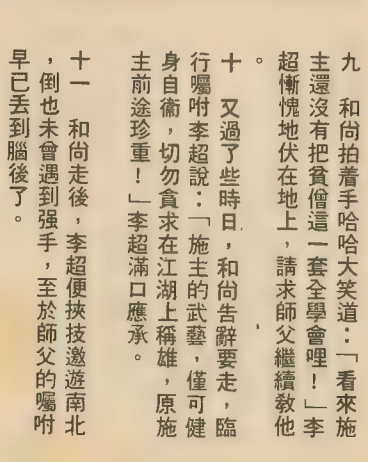 九　和尚拍着手哈哈大笑道：「看來施
主還沒有把貧僧這一套全學會哩！」李
超慚愧地伏在地上，請求師父繼續敎他
。
十　又過了些時日，和尚告辭要走，臨
行囑咐李超說：「施主的武藝，僅可健
身自衞，切勿貪求在江湖上稱雄，原施
主前途珍重！」李超滿口應承。
十一　和尚走後，李超便挾技遨遊南北
，倒也未曾遇到强手，至於師父的囑咐
早已丢到腦後了。